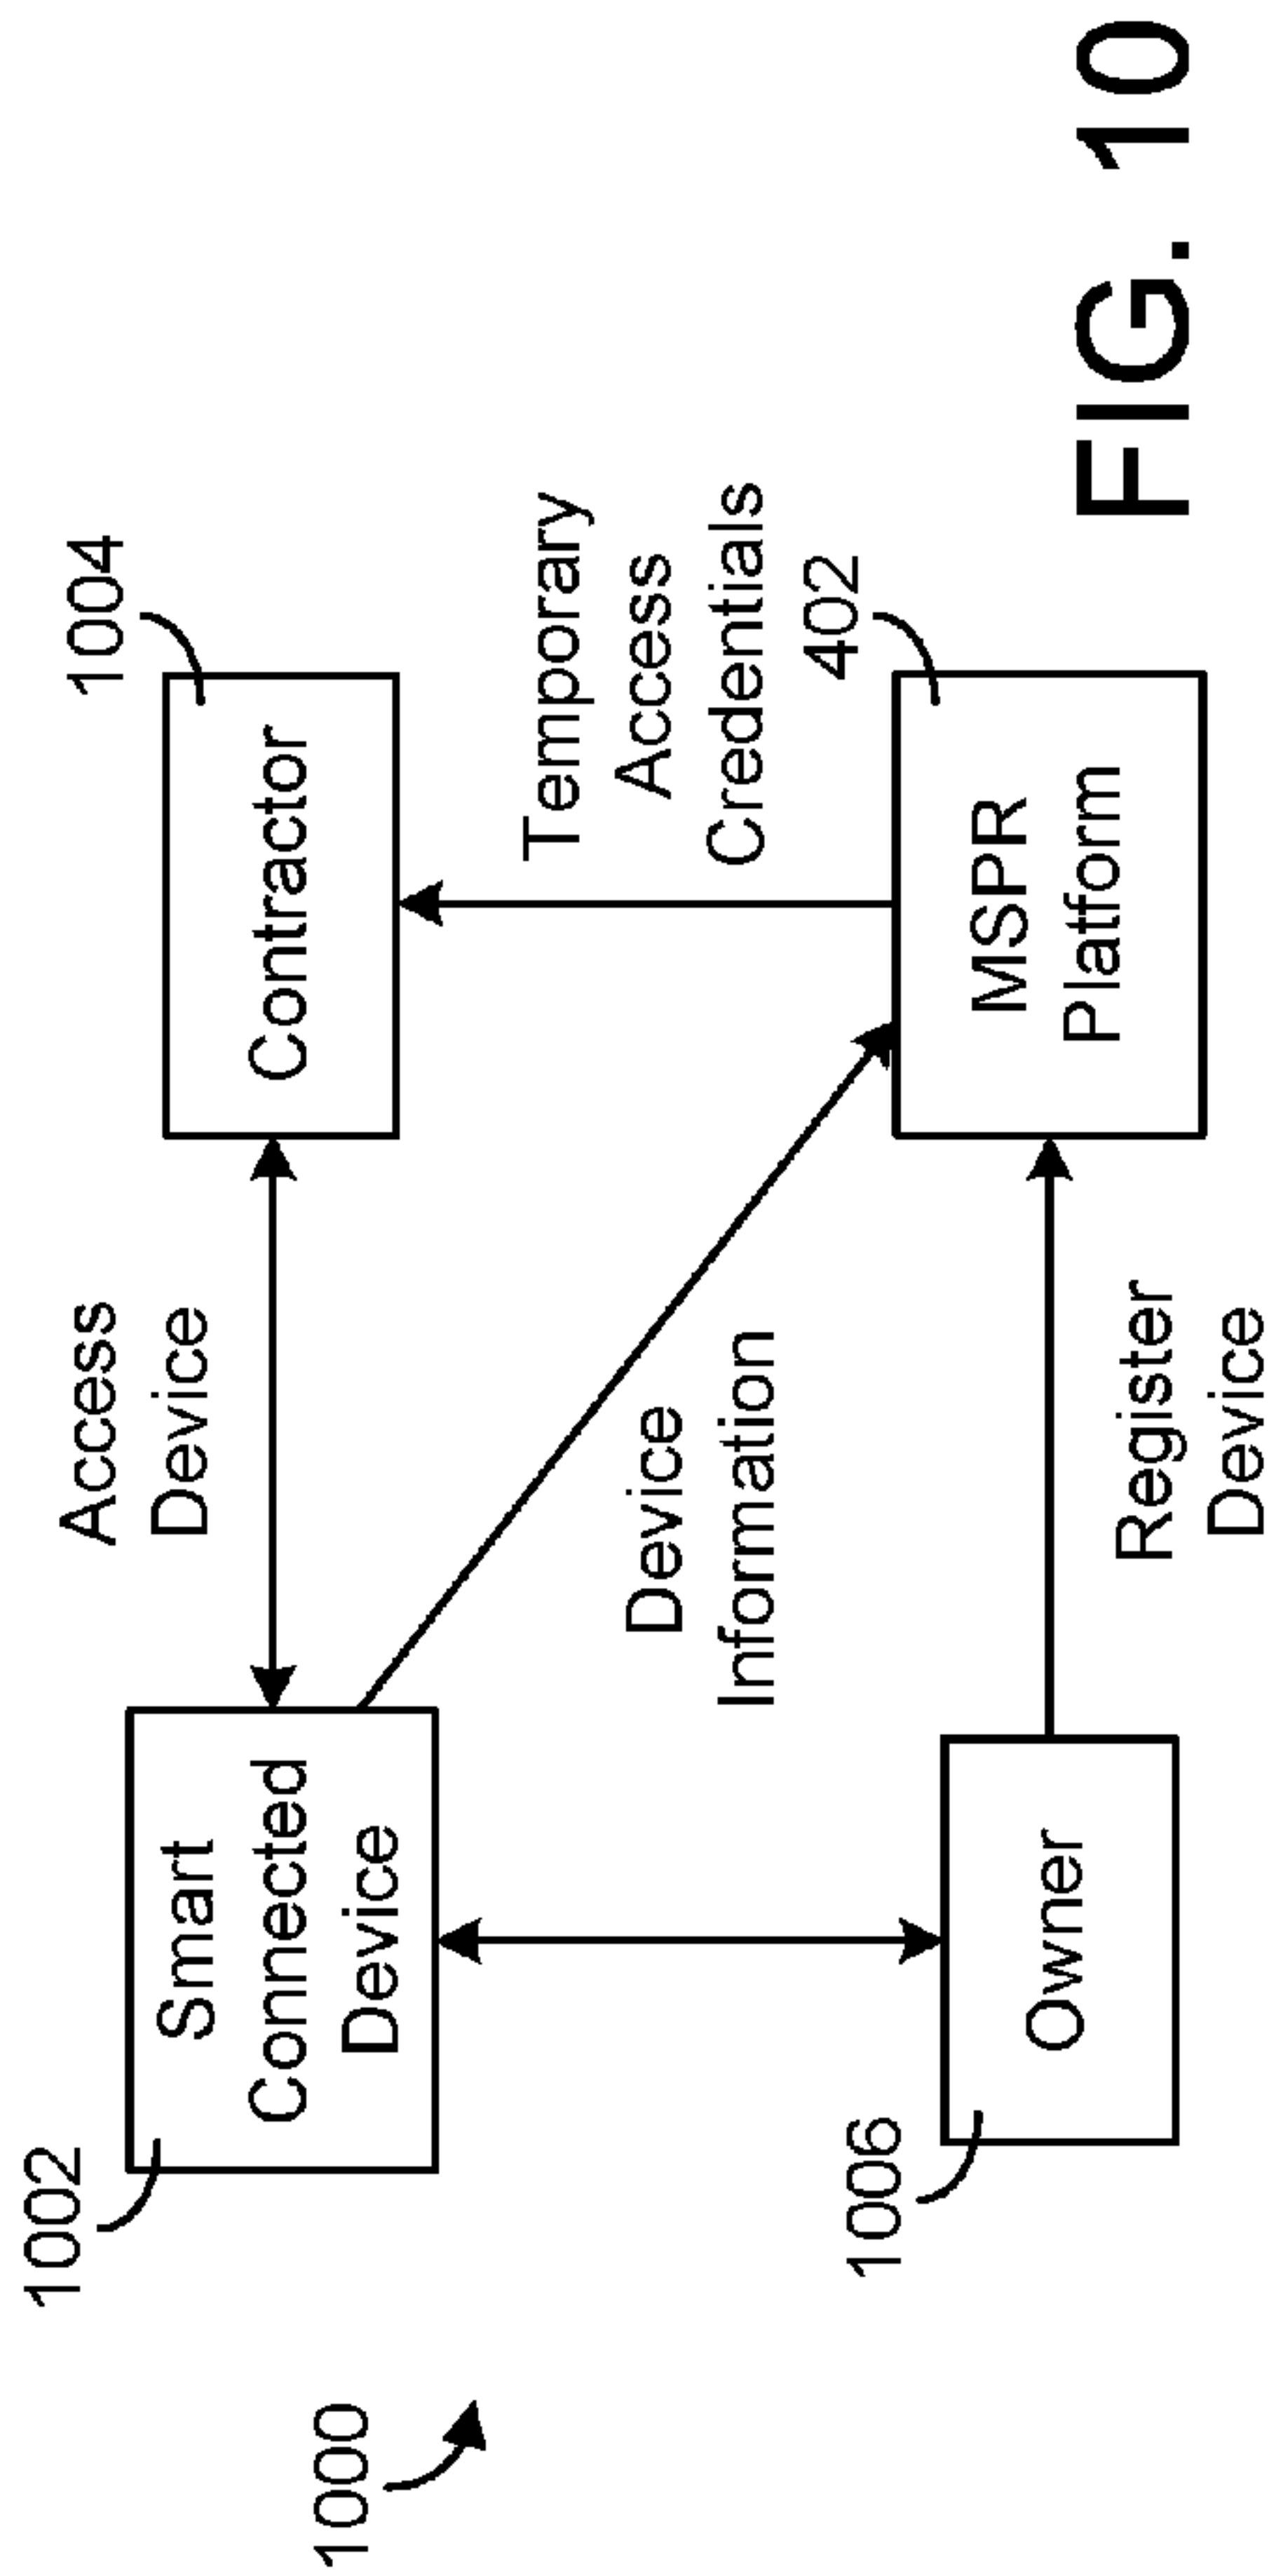 1000
1002
Smart
Connected
Device
Access
Device
1004
Contractor
Device
Information
Temporary
Access
Credentials
1006
Owner
Register
Device
402
MSPR
Platform
FIG. 10